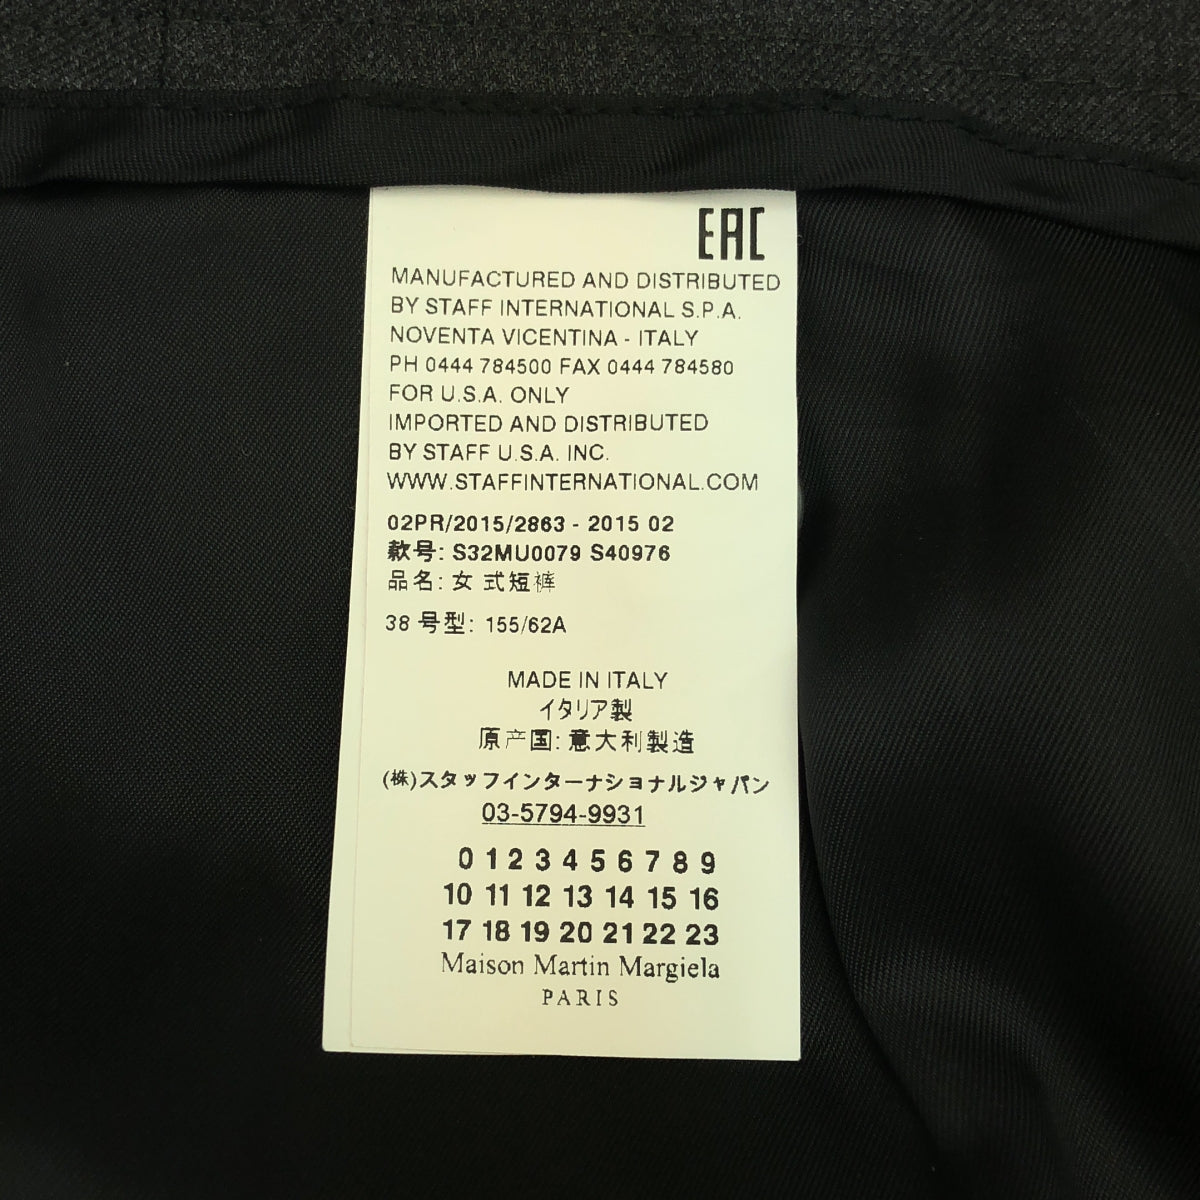 EAC
MANUFACTURED AND DISTRIBUTED
BY STAFF INTERNATIONAL S.P.A.
NOVENTA VICENTINA - ITALY
PH 0444 784500 FAX 0444 784580
FOR U.S.A. ONLY
IMPORTED AND DISTRIBUTED
BY STAFF U.S.A. INC.
WWW.STAFFINTERNATIONAL.COM
02PR/2015/2863 - 2015 02
款号: S32MU0079 S40976
品名: 女 式短裤
38 号型: 155/62A
MADE IN ITALY
イタリア製
原产国: 意大利製造
(株)スタッフインターナショナルジャパン
03-5794-9931
0 1 2 3 4 5 6 7 8 9
10 11 12 13 14 15 16
17 18 19 20 21 22 23
Maison Martin Margiela
PARIS